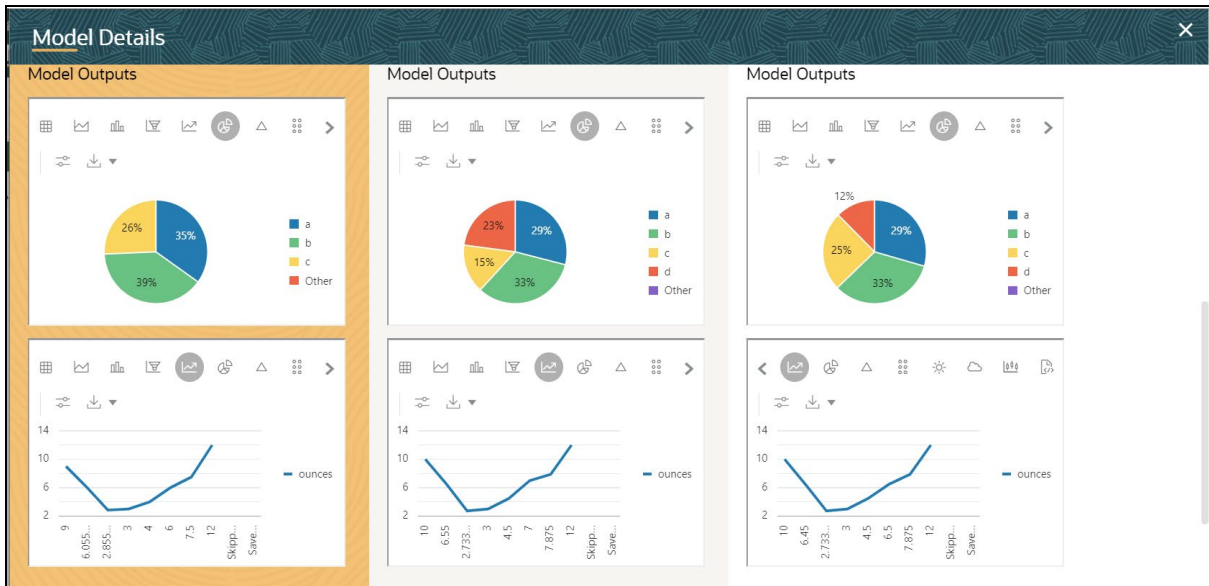 Model Details
Model Outputs
35%
39%
26%
a
b
c
Other
14
10
6
2
9
6.055...
2.855...
3
4
6
7.5
12
Skipp...
Save...
ounces
Model Outputs
29%
33%
15%
23%
a
b
c
d
Other
14
10
6
2
10
6.55
2.733...
3
4.5
7
7.875
12
Skipp...
Save...
ounces
Model Outputs
12%
29%
33%
25%
a
b
c
d
Other
14
10
6
2
10
6.45
2.733...
3
4.5
6.5
7.875
12
Skipp...
Save...
ounces